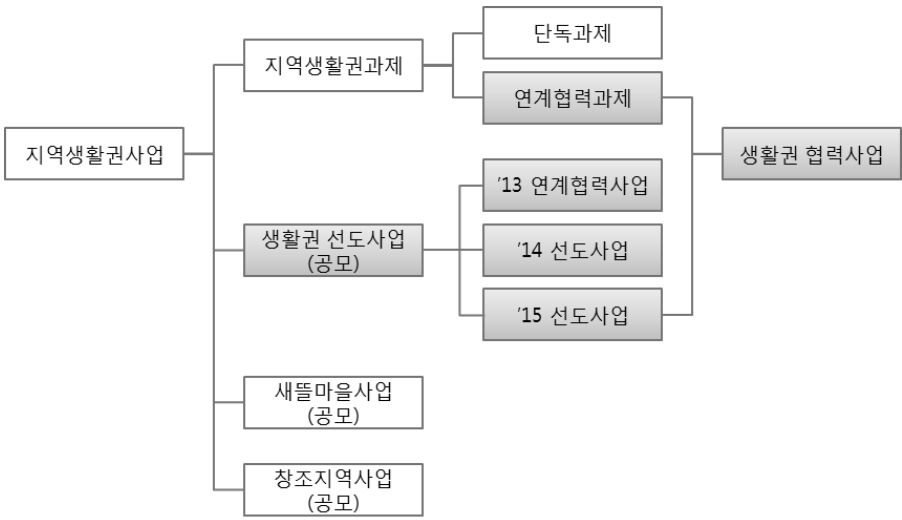 지역생활권사업
지역생활권과제
단독과제
연계협력과제
생활권 선도사업
(공모)
’13 연계협력사업
’14 선도사업
’15 선도사업
생활권 협력사업
새뜰마을사업
(공모)
창조지역사업
(공모)